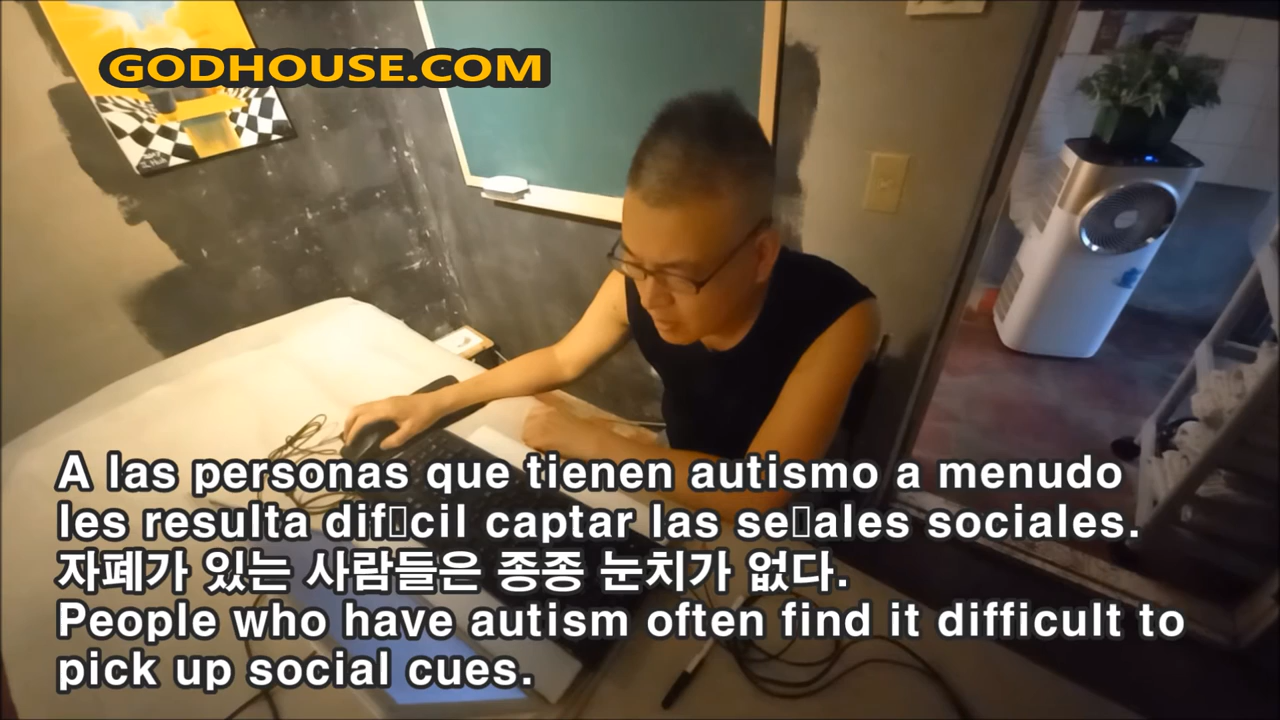 GODHOUSE.COM
A las personas que tienen autismo a menudo
les resulta dif▯cil captar las se▯ales sociales.
자폐가 있는 사람들은 종종 눈치가 없다.
People who have autism often find it difficult to
pick up social cues.